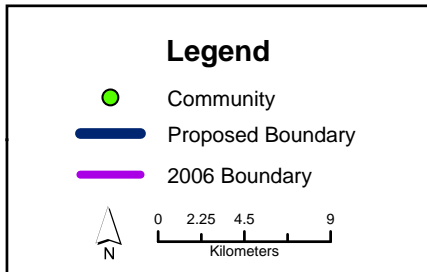 Legend
Community
Proposed Boundary
2006 Boundary
0 2.25 4.5 9
Kilometers
N